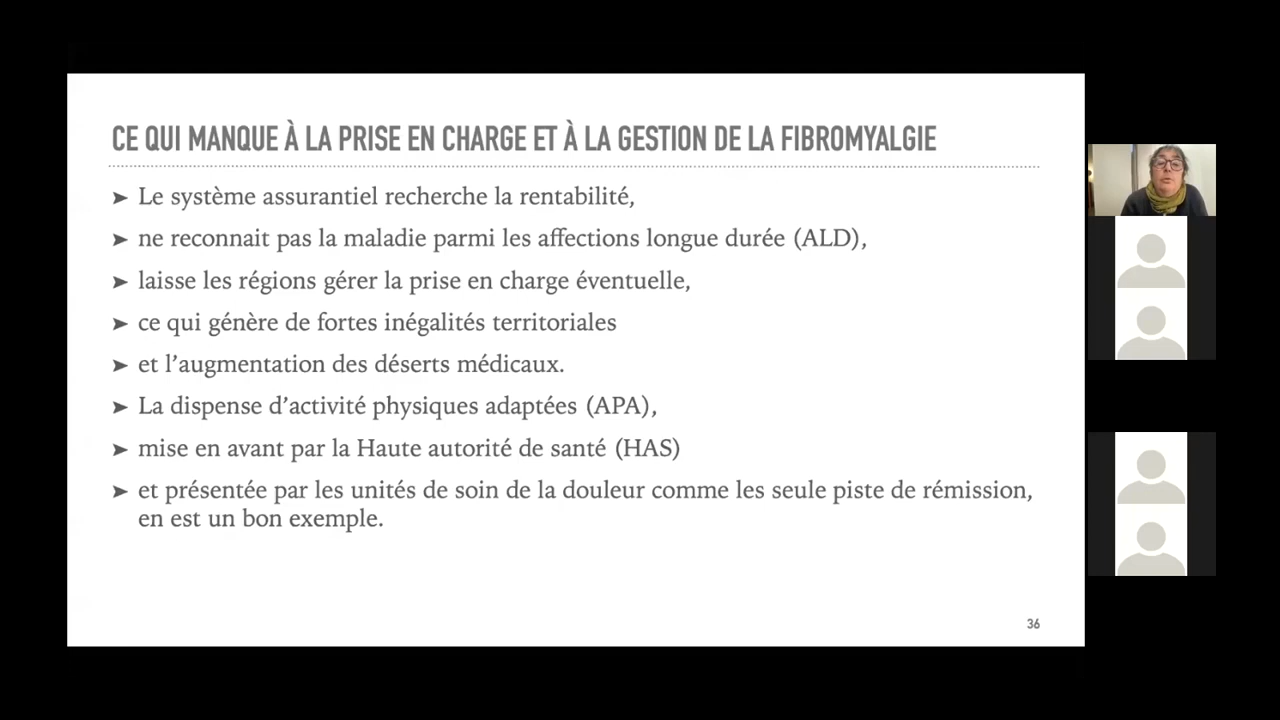 CE QUI MANQUE À LA PRISE EN CHARGE ET À LA GESTION DE LA FIBROMYALGIE
➤ Le système assurantiel recherche la rentabilité,
➤ ne reconnait pas la maladie parmi les affections longue durée (ALD),
➤ laisse les régions gérer la prise en charge éventuelle,
➤ ce qui génère de fortes inégalités territoriales
➤ et l’augmentation des déserts médicaux.
➤ La dispense d’activité physiques adaptées (APA),
➤ mise en avant par la Haute autorité de santé (HAS)
➤ et présentée par les unités de soin de la douleur comme les seule piste de rémission,
en est un bon exemple.
36